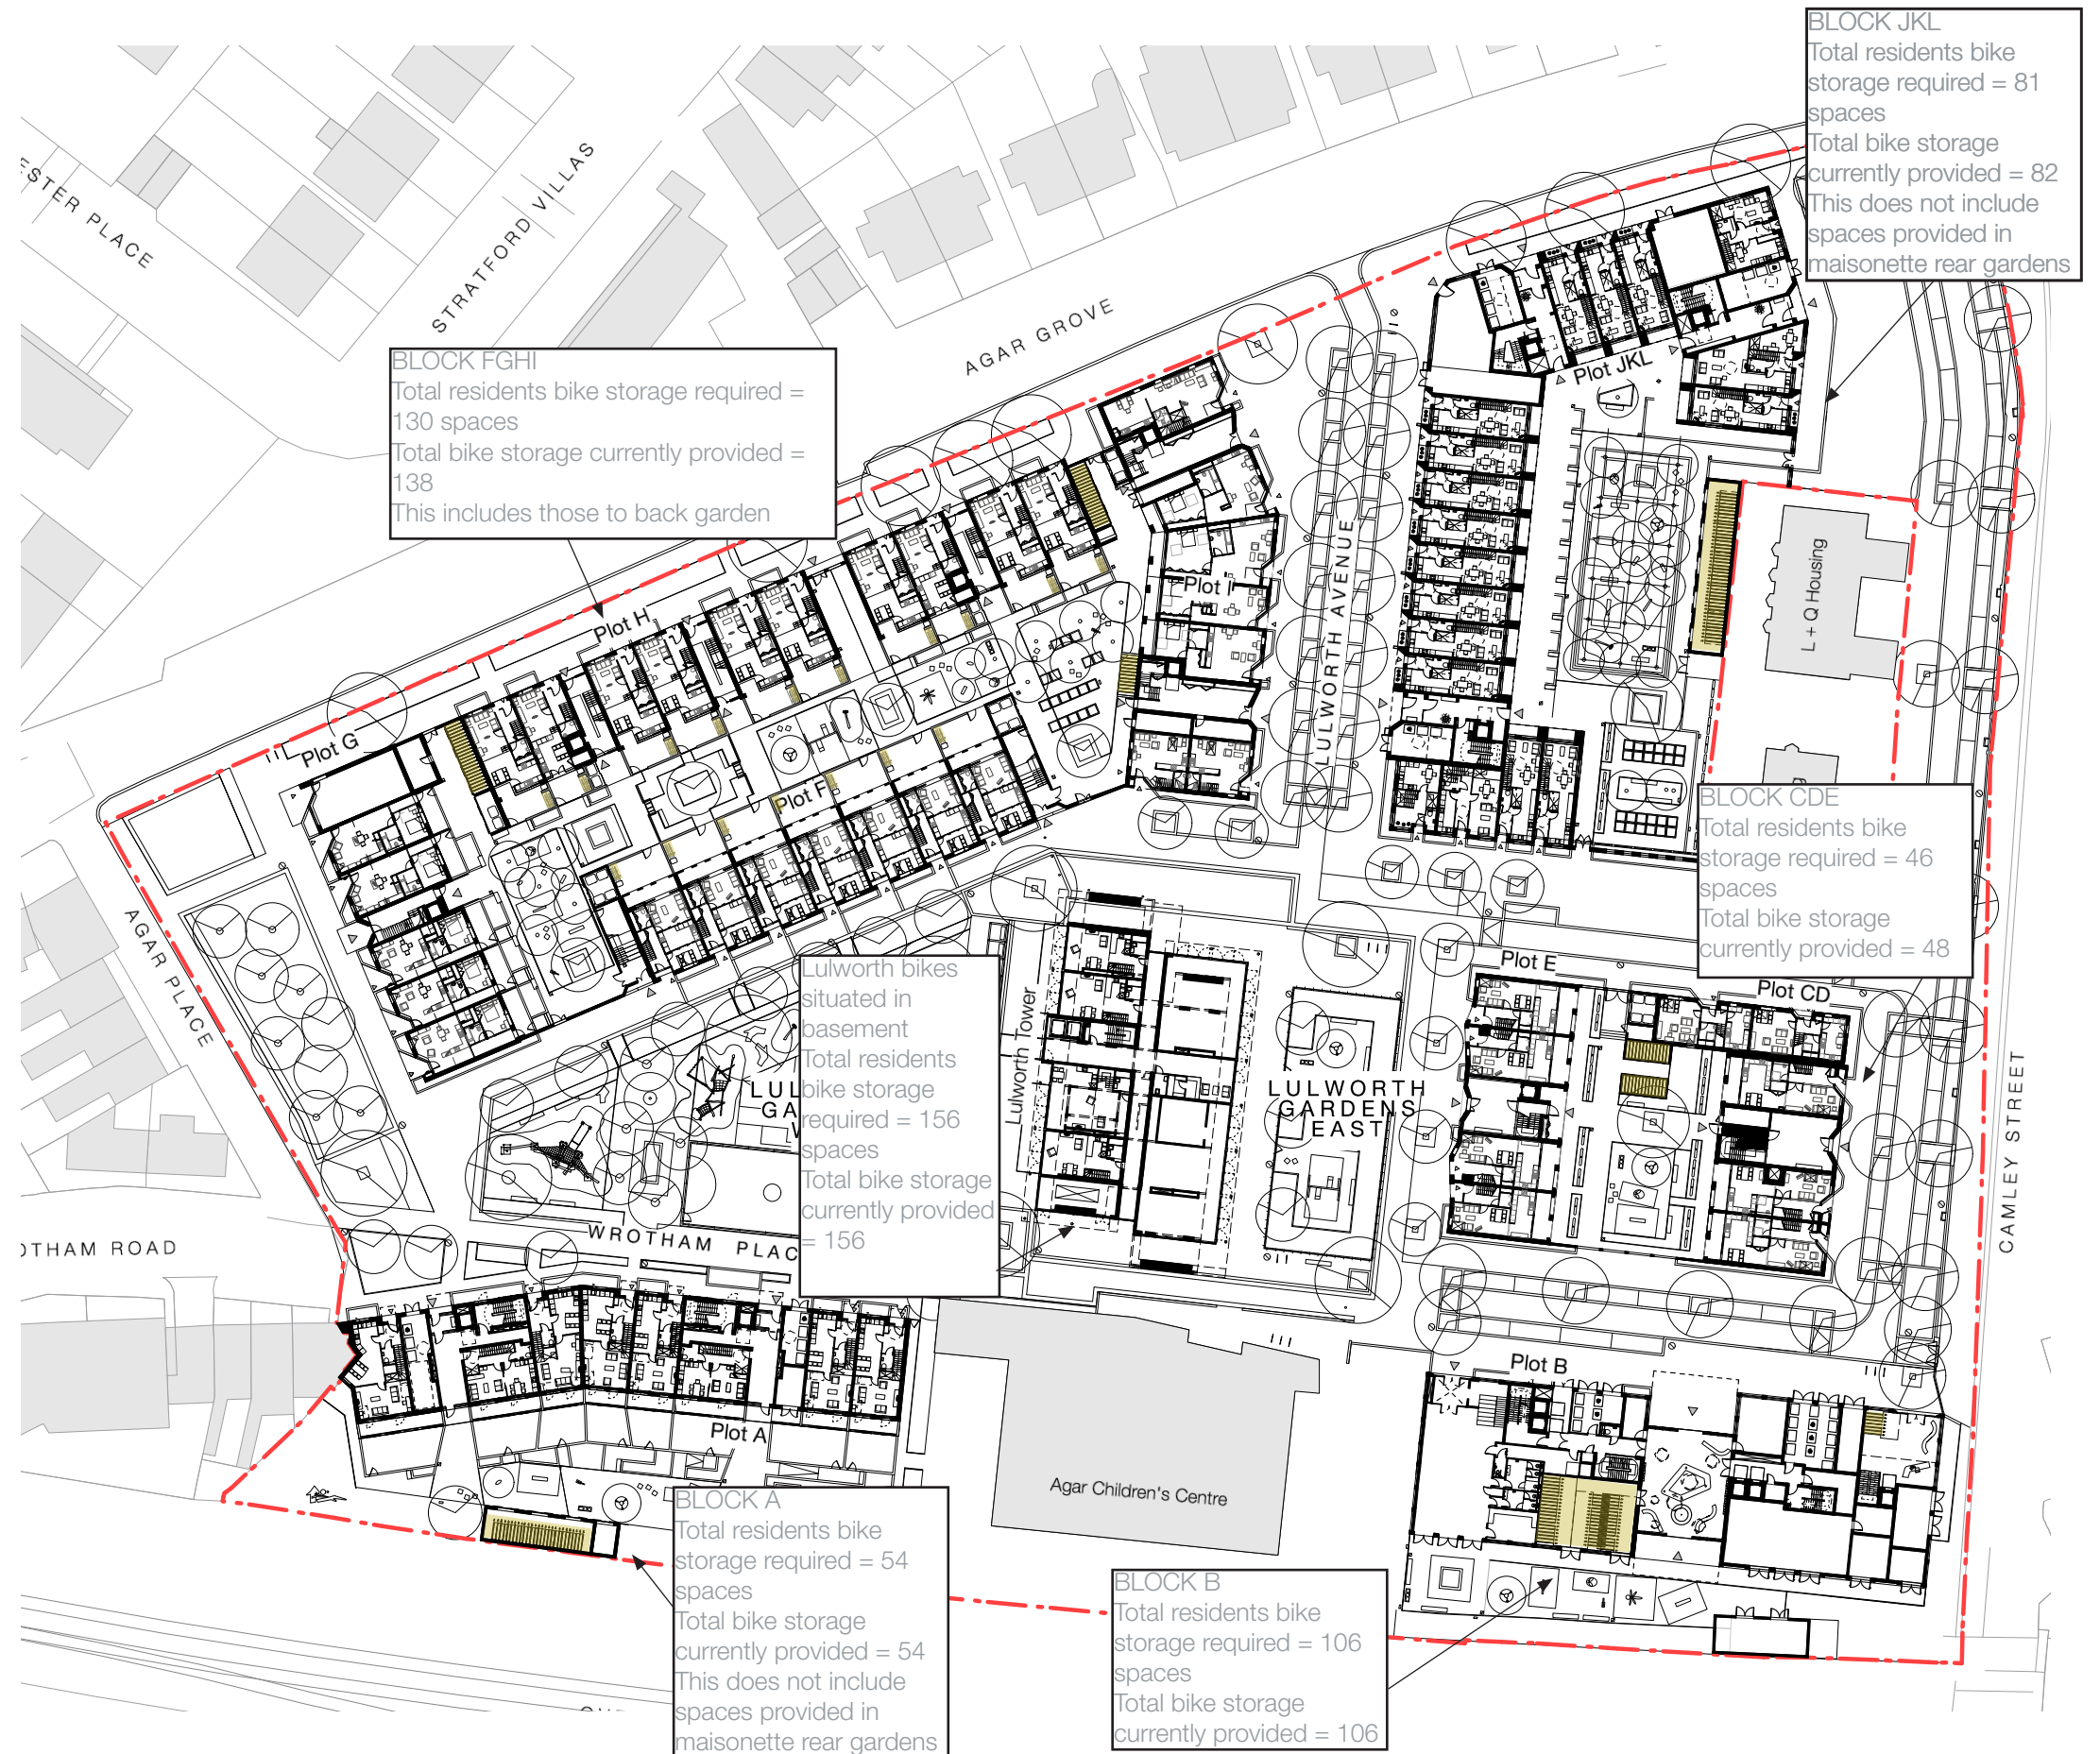 BLOCK JKL
Total residents bike
storage required = 81
spaces
Total bike storage
currently provided = 82
This does not include
spaces provided in
maisonette rear gardens
ESTER PLACE
STRATFORD VILLAS
AGAR GROVE
BLOCK FGHI
Total residents bike storage required =
130 spaces
Total bike storage currently provided =
138
This includes those to back garden
Plot JKL
LULWORTH AVENUE
L + Q Housing
Plot I
Plot H
Plot G
Plot F
BLOCK CDE
Total residents bike
storage required = 46
spaces
Total bike storage
currently provided = 48
AGAR PLACE
Plot E
Plot CD
Lulworth bikes
situated in
basement
Total residents
bike storage
required = 156
spaces
Total bike storage
currently provided
= 156
Lulworth Tower
LUL
GA
LULWORTH
GARDENS
EAST
CAMLEY STREET
OTHAM ROAD
WROTHAM PLAC
Plot B
Plot A
Agar Children's Centre
BLOCK A
Total residents bike
storage required = 54
spaces
Total bike storage
currently provided = 54
This does not include
spaces provided in
maisonette rear gardens
BLOCK B
Total residents bike
storage required = 106
spaces
Total bike storage
currently provided = 106